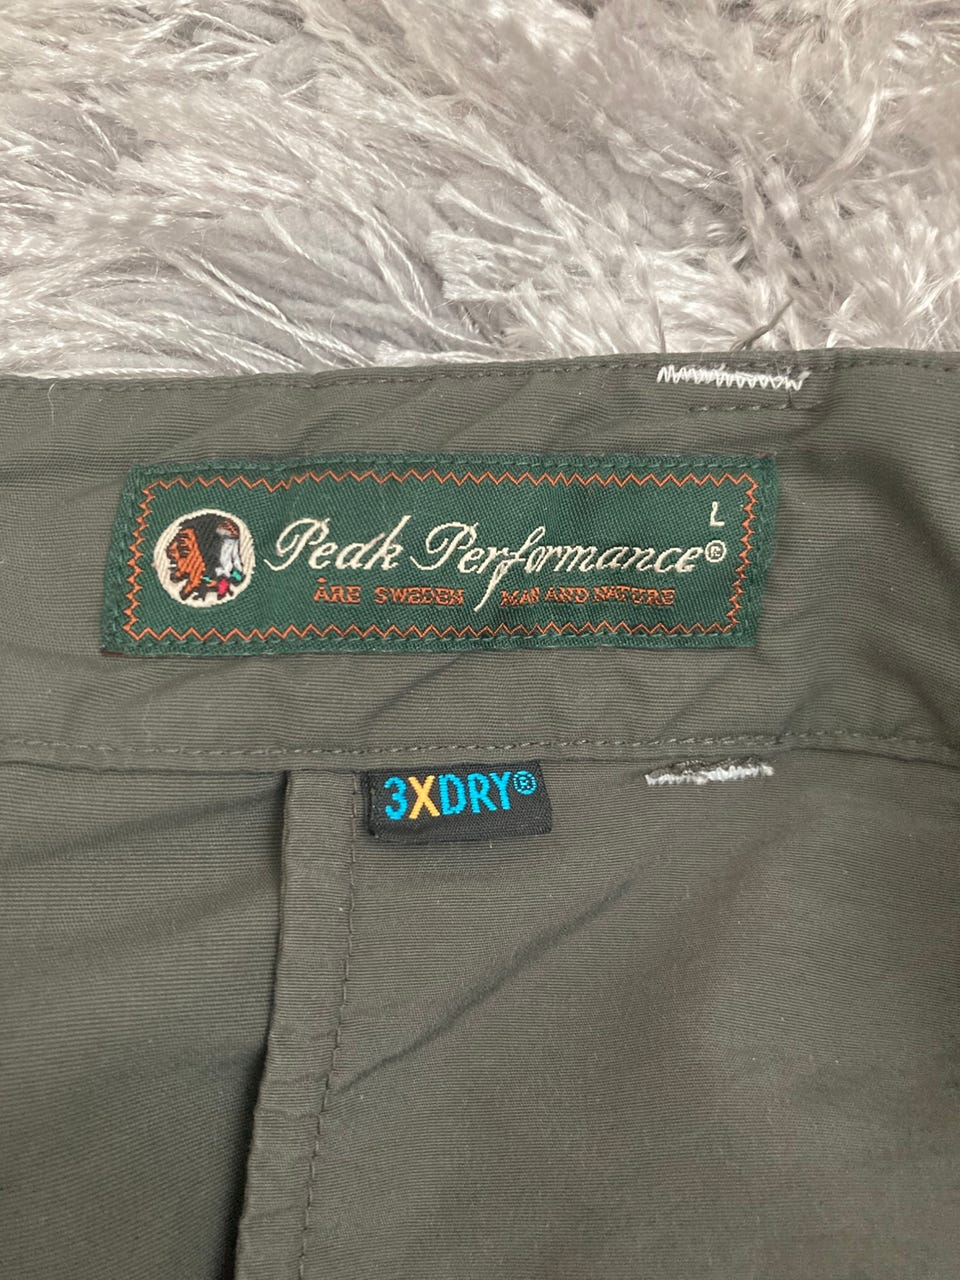 L
Peak Performance®
ÅRE SWEDEN MAN AND NATURE
3XDRY®